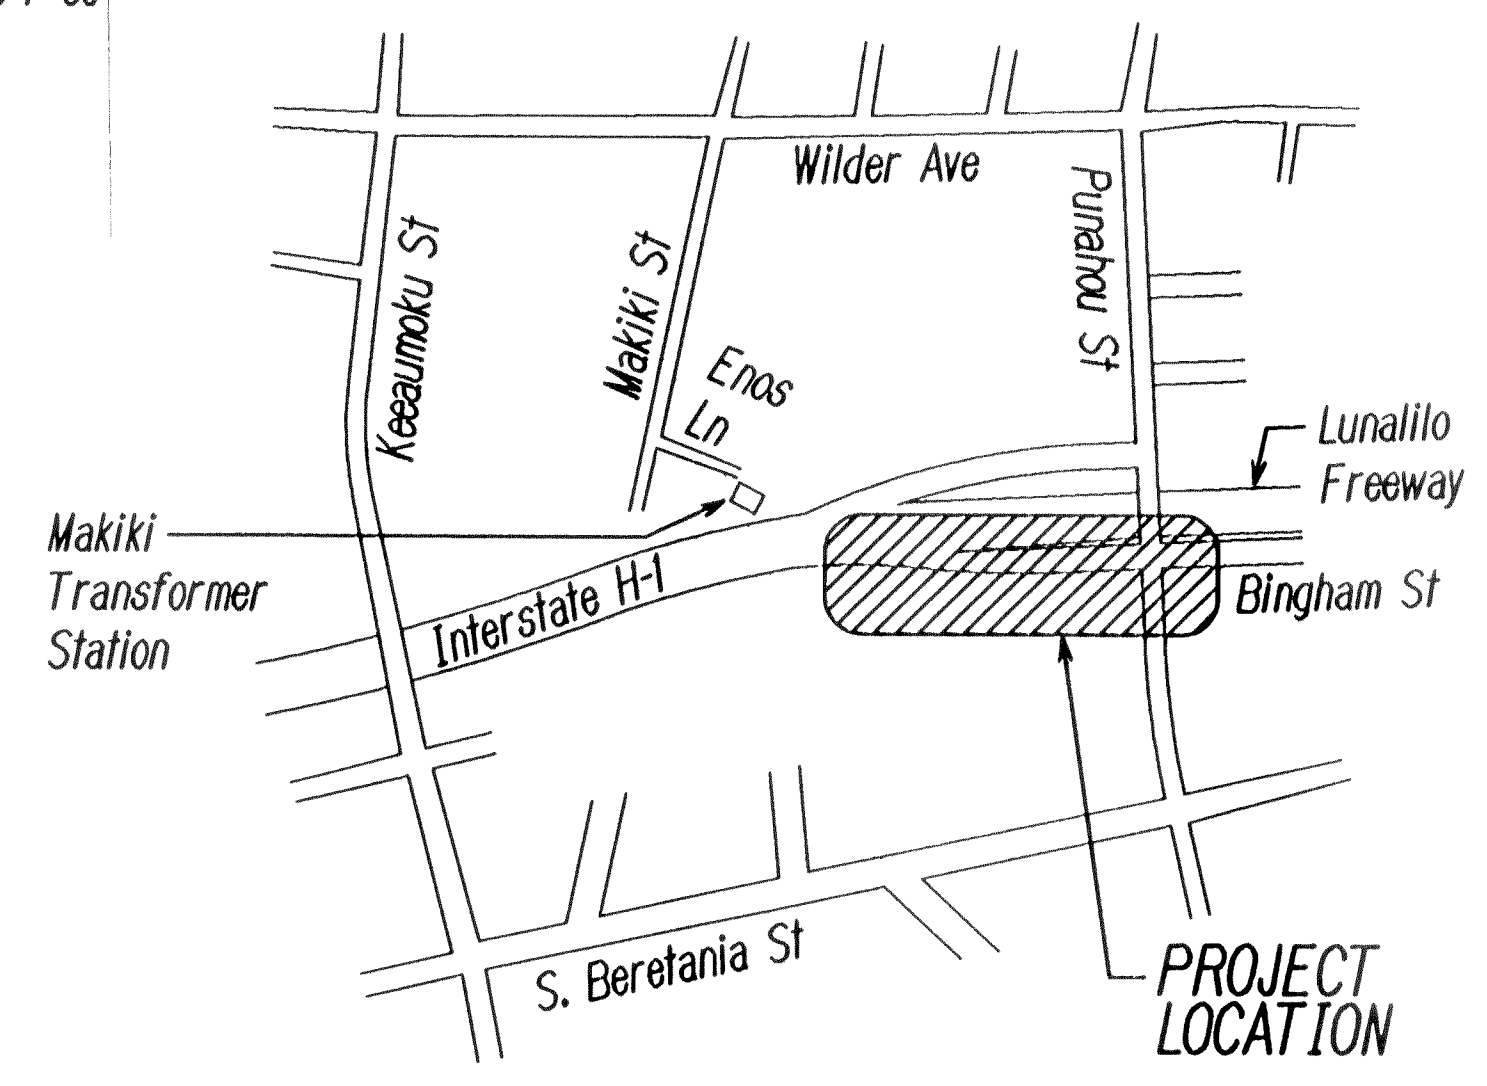 Wilder Ave
Punahou St
Keeaumoku St
Makiki St
Enos
Ln
Lunalilo
Freeway
Makiki
Transformer
Station
Interstate H-1
Bingham St
S. Beretania St
PROJECT
LOCATION